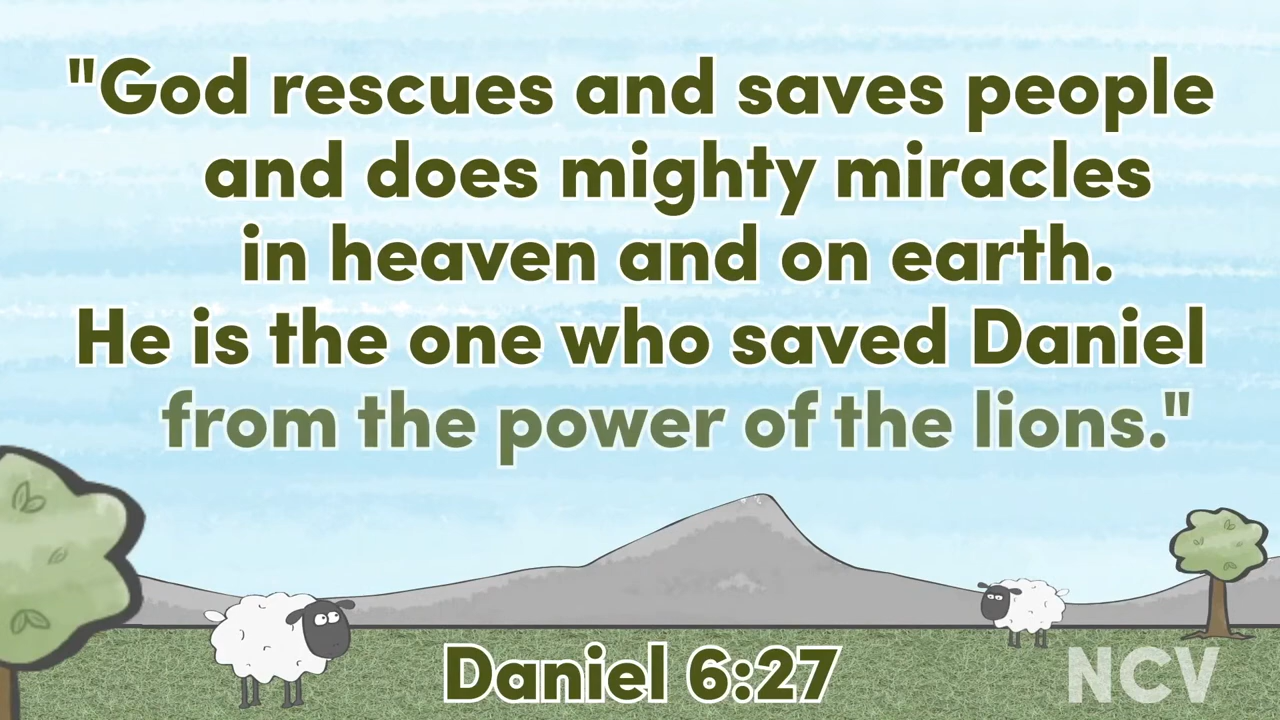 "God rescues and saves people
and does mighty miracles
in heaven and on earth.
He is the one who saved Daniel
from the power of the lions."
Daniel 6:27
NCV